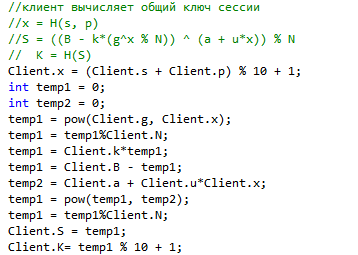 //клиент вычисляет общий ключ сессии
//x = H(s, p)
//S = ((B - k*(g^x % N)) ^ (a + u*x)) % N
//  K = H(S)
Client.x = (Client.s + Client.p) % 10 + 1;
int temp1 = 0;
int temp2 = 0;
temp1 = pow(Client.g, Client.x);
temp1 = temp1%Client.N;
temp1 = Client.k*temp1;
temp1 = Client.B - temp1;
temp2 = Client.a + Client.u*Client.x;
temp1 = pow(temp1, temp2);
temp1 = temp1%Client.N;
Client.S = temp1;
Client.K= temp1 % 10 + 1;